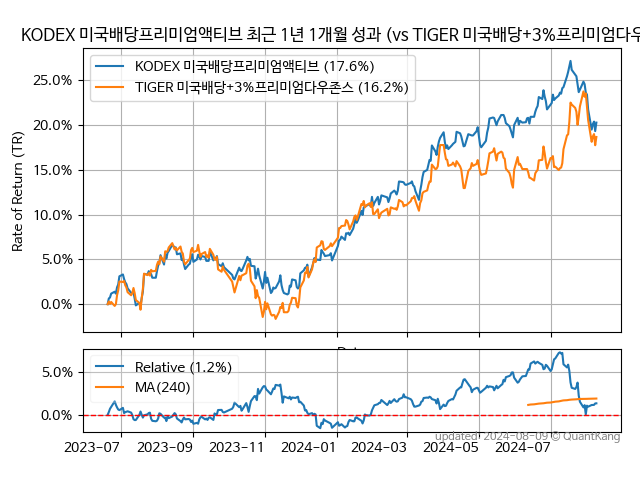 KODEX 미국배당프리미엄액티브 최근 1년 1개월 성과 (vs TIGER 미국배당+3%프리미엄다우
KODEX 미국배당프리미엄액티브 (17.6%)
TIGER 미국배당+3%프리미엄다우존스 (16.2%)
Rate of Return (TR)
25.0%
20.0%
15.0%
10.0%
5.0%
0.0%
Relative (1.2%)
MA(240)
5.0%
0.0%
2023-07 2023-09 2023-11 2024-01 2024-03 2024-05 2024-07
updated: 2024-08-09 © QuantKang